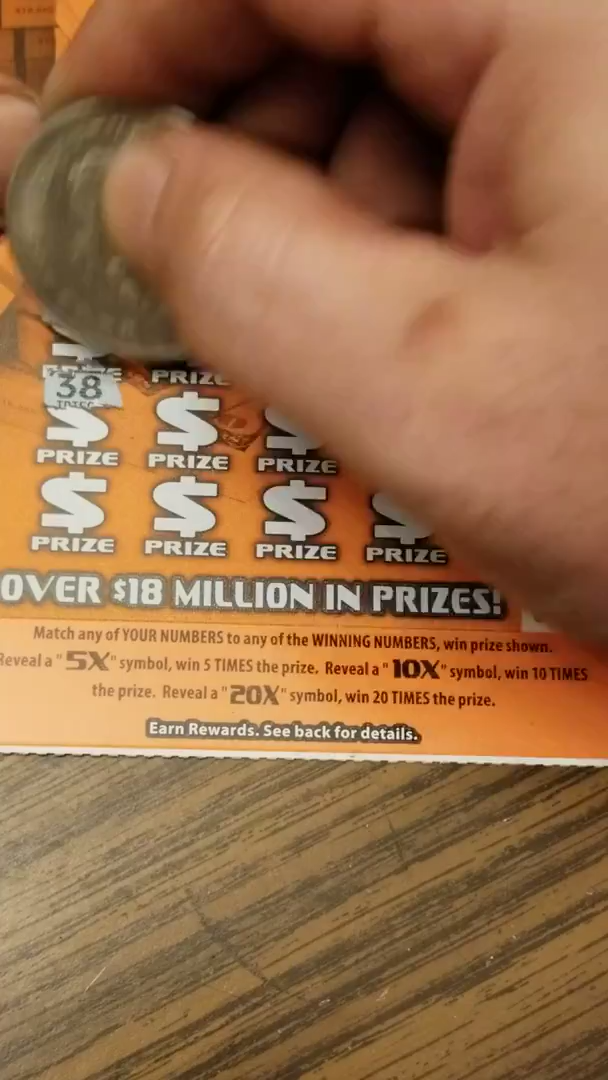 PRIZE
38
$ $ $
PRIZE PRIZE PRIZE
$ $ $ $
PRIZE PRIZE PRIZE PRIZE
OVER $18 MILLION IN PRIZES!
Match any of YOUR NUMBERS to any of the WINNING NUMBERS, win prize shown.
Reveal a "5X" symbol, win 5 TIMES the prize. Reveal a "10X" symbol, win 10 TIMES
the prize. Reveal a "20X" symbol, win 20 TIMES the prize.
Earn Rewards. See back for details.